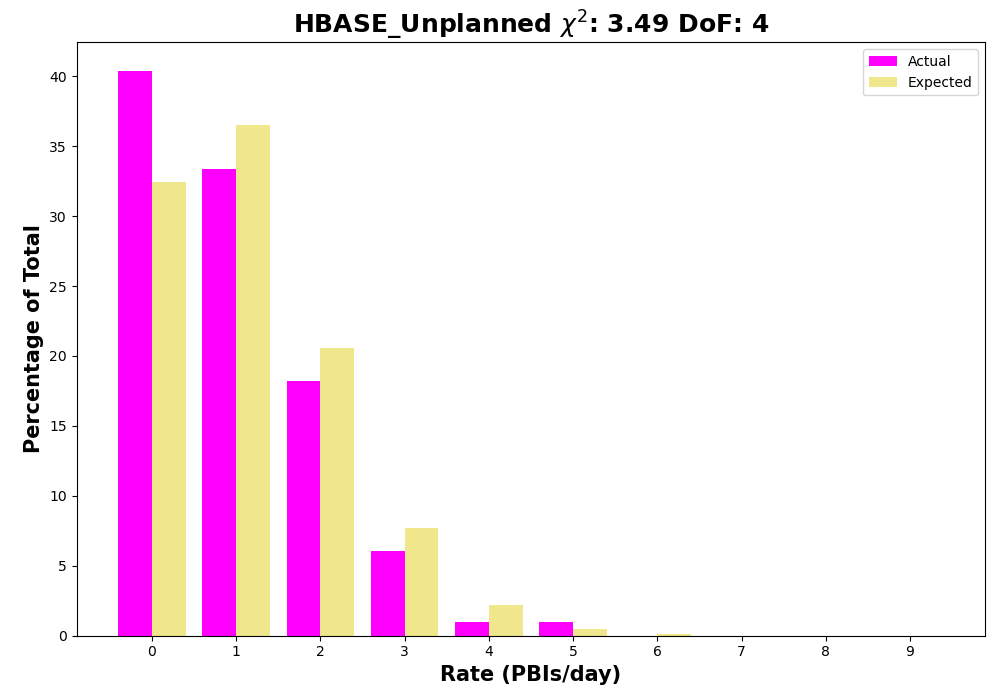 HBASE_Unplanned χ²: 3.49 DoF: 4
Actual
Expected
Percentage of Total
40
35
30
25
20
15
10
5
0
0 1 2 3 4 5 6 7 8 9
Rate (PBIs/day)